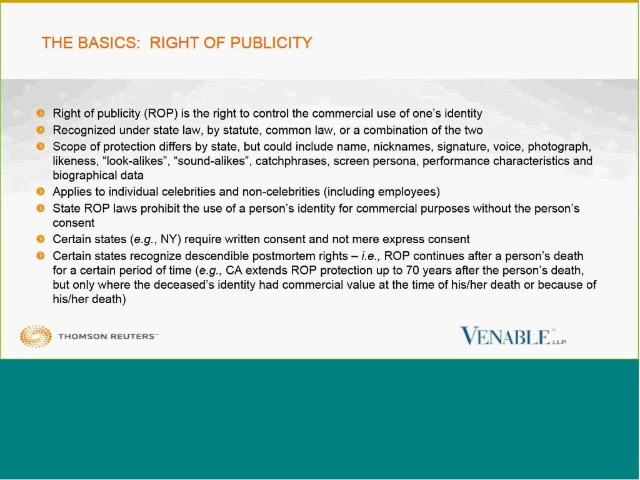 THE BASICS: RIGHT OF PUBLICITY
Right of publicity (ROP) is the right to control the commercial use of one's identity
Recognized under state law, by statute, common law, or a combination of the two
Scope of protection differs by state, but could include name, nicknames, signature, voice, photograph,
likeness, "look-alikes", "sound-alikes", catchphrases, screen persona, performance characteristics and
biographical data
Applies to individual celebrities and non-celebrities (including employees)
State ROP laws prohibit the use of a person's identity for commercial purposes without the person's
consent
Certain states (e.g., NY) require written consent and not mere express consent
Certain states recognize descendible postmortem rights – i.e., ROP continues after a person's death
for a certain period of time (e.g., CA extends ROP protection up to 70 years after the person's death,
but only where the deceased's identity had commercial value at the time of his/her death or because of
his/her death)
THOMSON REUTERS™
VENABLE LLP